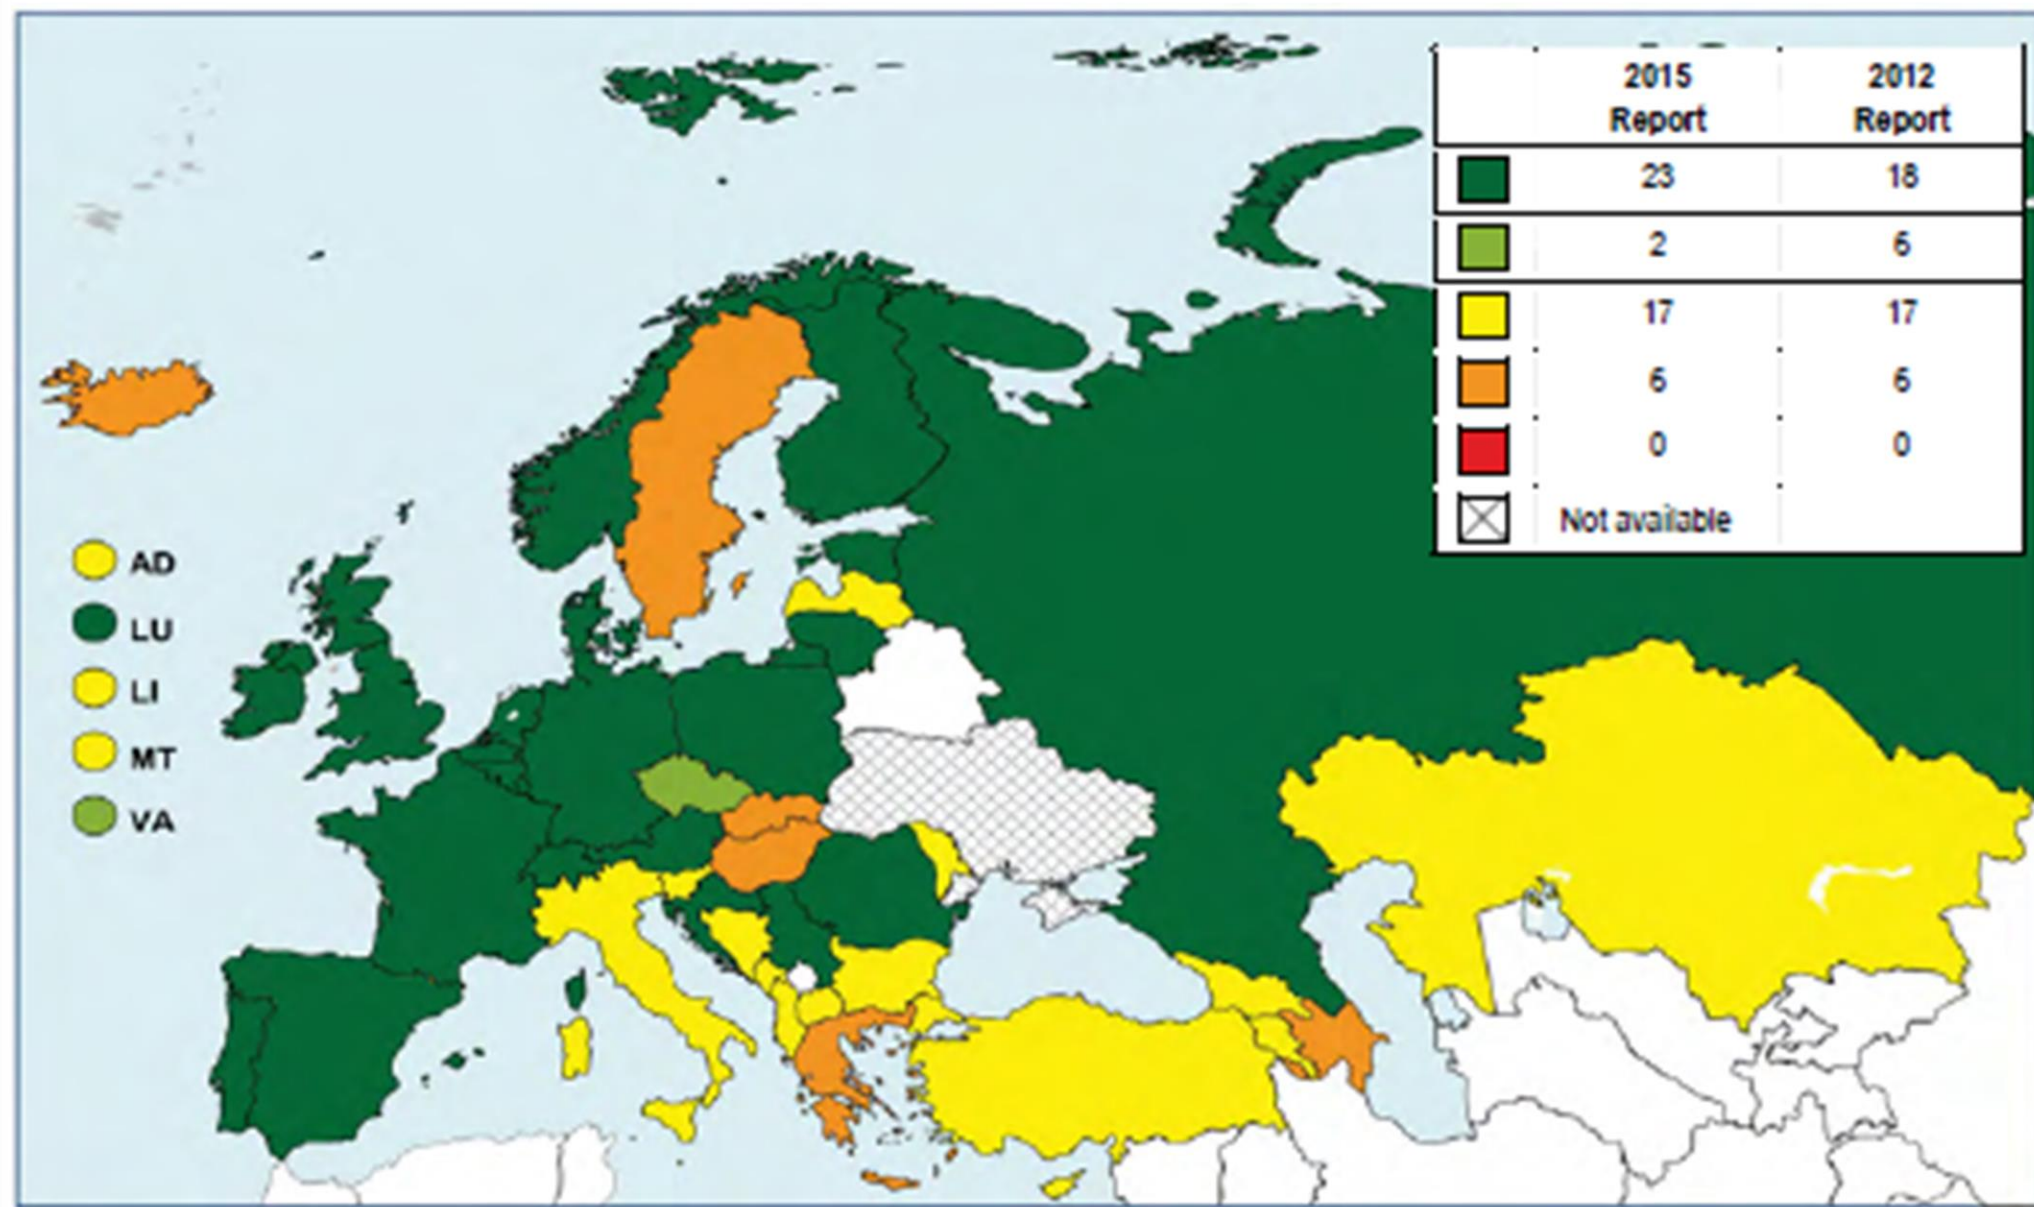 2015 2012
Report Report
23 18
2 6
17 17
6 6
0 0
Not available
AD
LU
LI
MT
VA